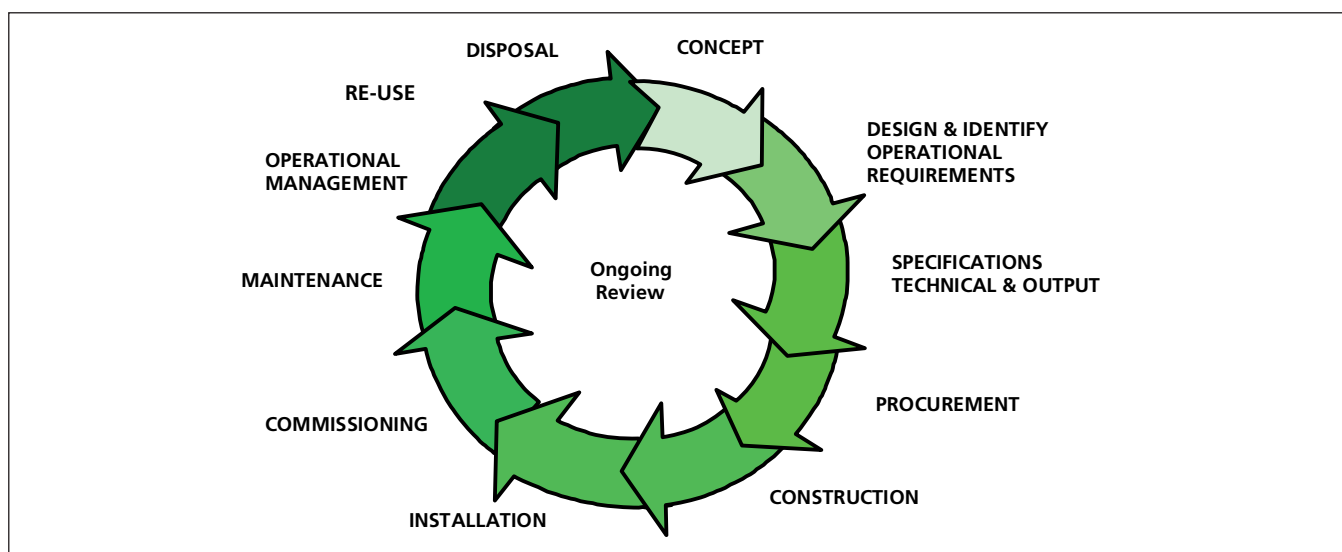 CONCEPT
DESIGN & IDENTIFY
OPERATIONAL
REQUIREMENTS
SPECIFICATIONS
TECHNICAL & OUTPUT
PROCUREMENT
CONSTRUCTION
INSTALLATION
COMMISSIONING
MAINTENANCE
OPERATIONAL
MANAGEMENT
RE-USE
DISPOSAL
Ongoing
Review